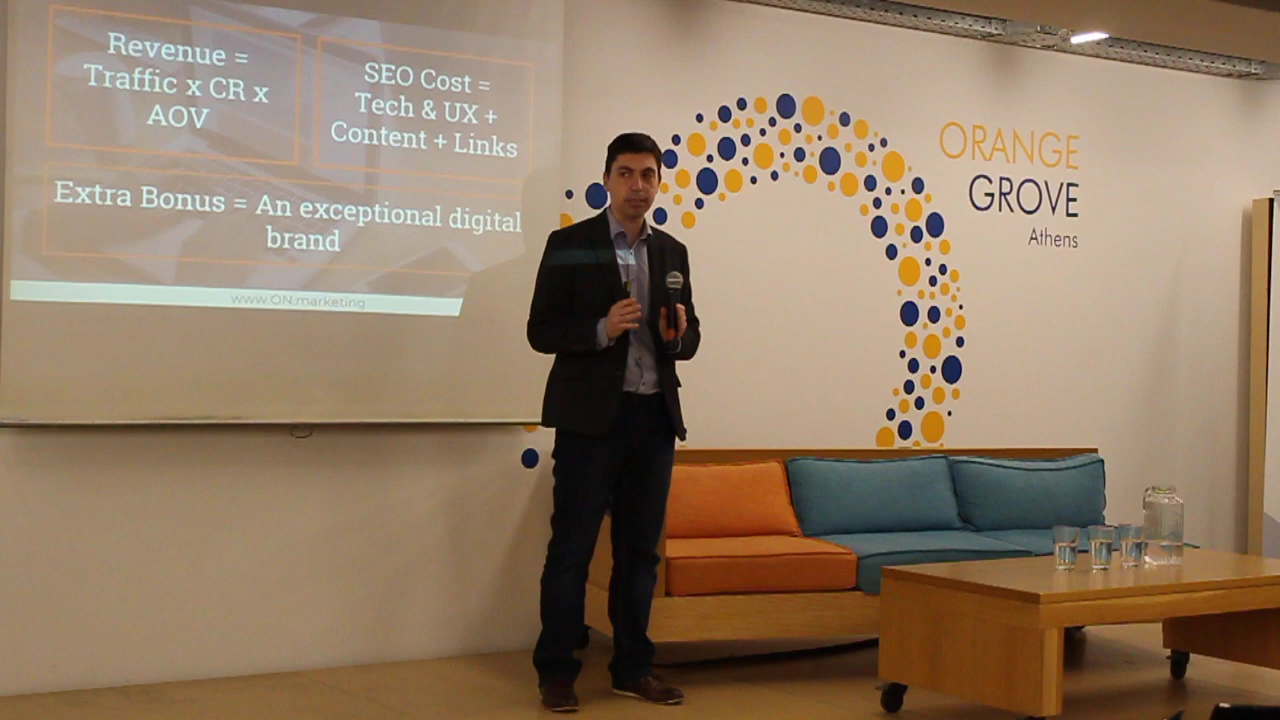 Revenue =
Traffic x CR x
AOV
SEO Cost =
Tech & UX +
Content + Links
Extra Bonus = An exceptional digital
brand
www.ON.marketing
ORANGE
GROVE
Athens